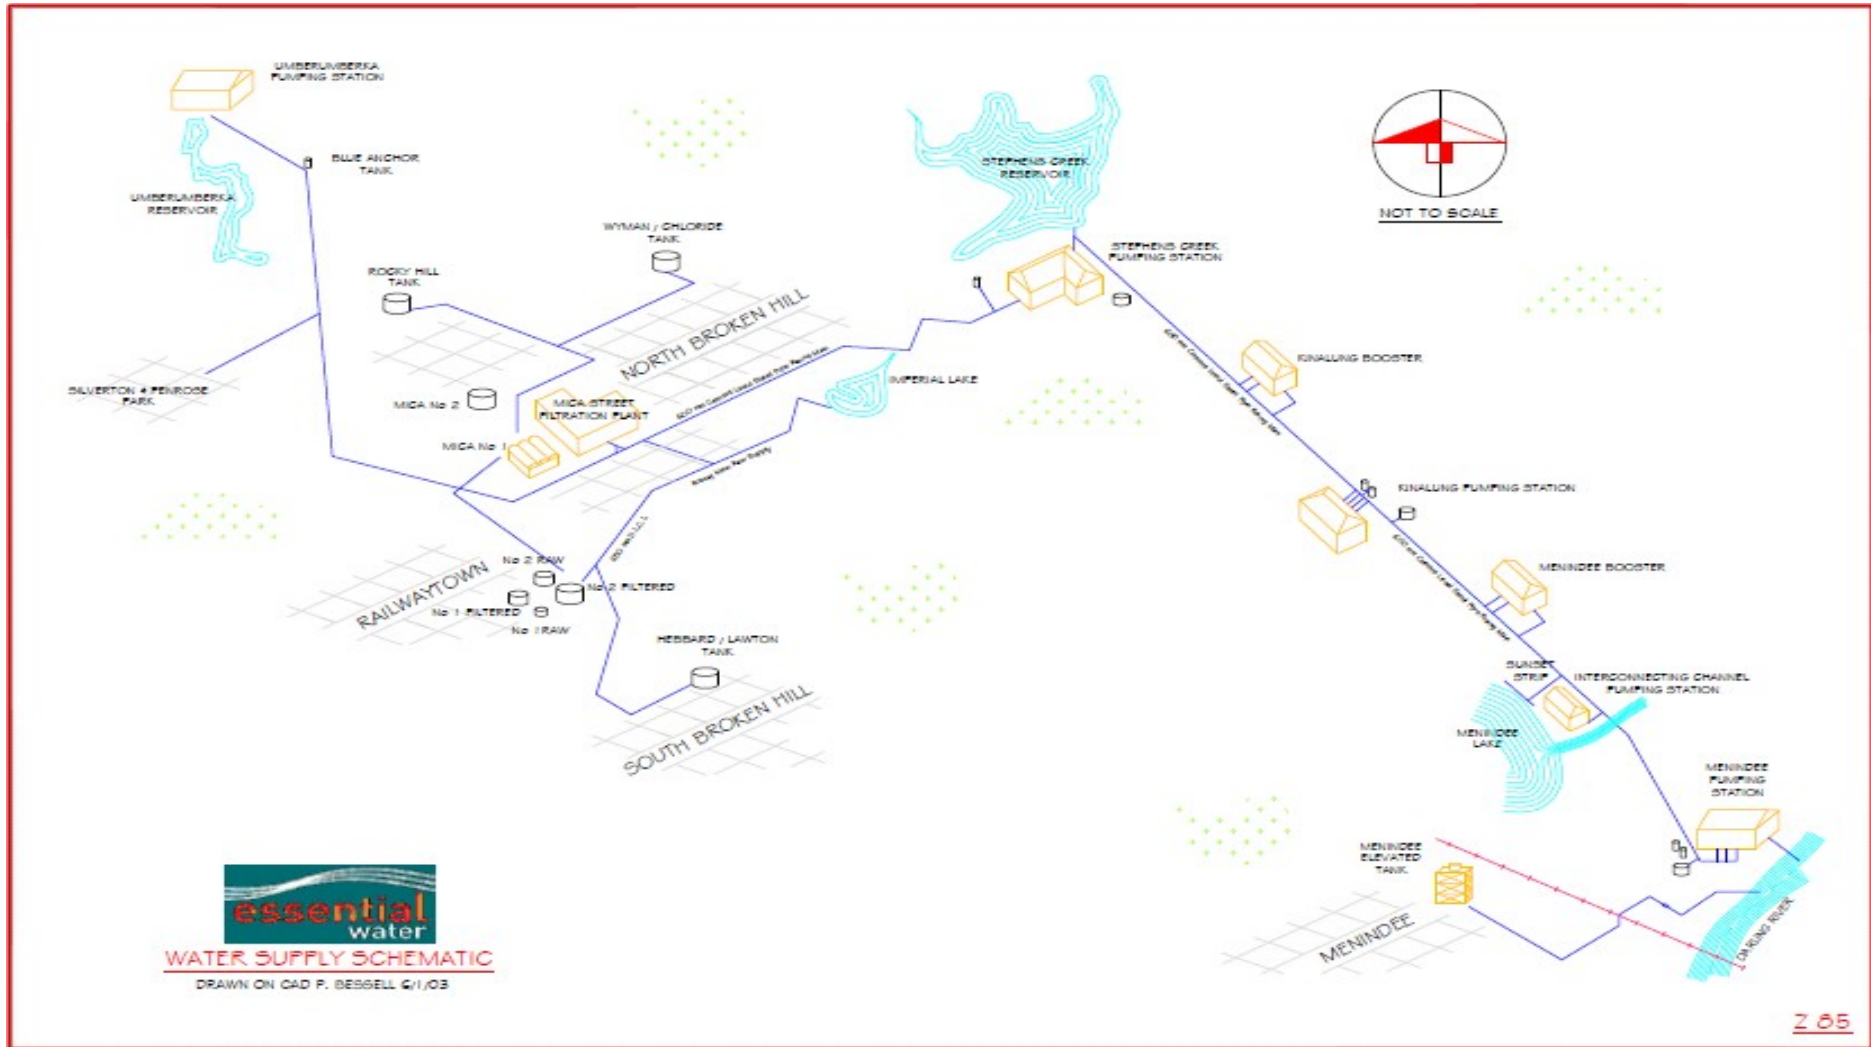 UMBERUMBERKA
PUMPING STATION
BLUE ANCHOR
TANK
UMBERUMBERKA
RESERVOIR
STEPHENS CREEK
RESERVOIR
NOT TO SCALE
WYMAN / CHLORIDE
TANK
STEPHENS CREEK
PUMPING STATION
ROCKY HILL
TANK
NORTH BROKEN HILL
KINALUNG BOOSTER
SILVERTON & PENROSE
PARK
IMPERIAL LAKE
MICA No 2
MICA STREET
FILTRATION PLANT
MICA No 1
KINALUNG PUMPING STATION
RAILWAYTOWN
No 2 RAW
No 2 FILTERED
No 1 FILTERED
No 1 RAW
MENINDEE BOOSTER
HEBBARD / LAWTON
TANK
SOUTH BROKEN HILL
SUNSET
STRIP
INTERCONNECTING CHANNEL
PUMPING STATION
MENINDEE
LAKE
MENINDEE
PUMPING
STATION
MENINDEE
ELEVATED
TANK
MENINDEE
DARLING RIVER
essential
water
WATER SUPPLY SCHEMATIC
DRAWN ON CAD P. BESSELL 6/1/03
Z 85